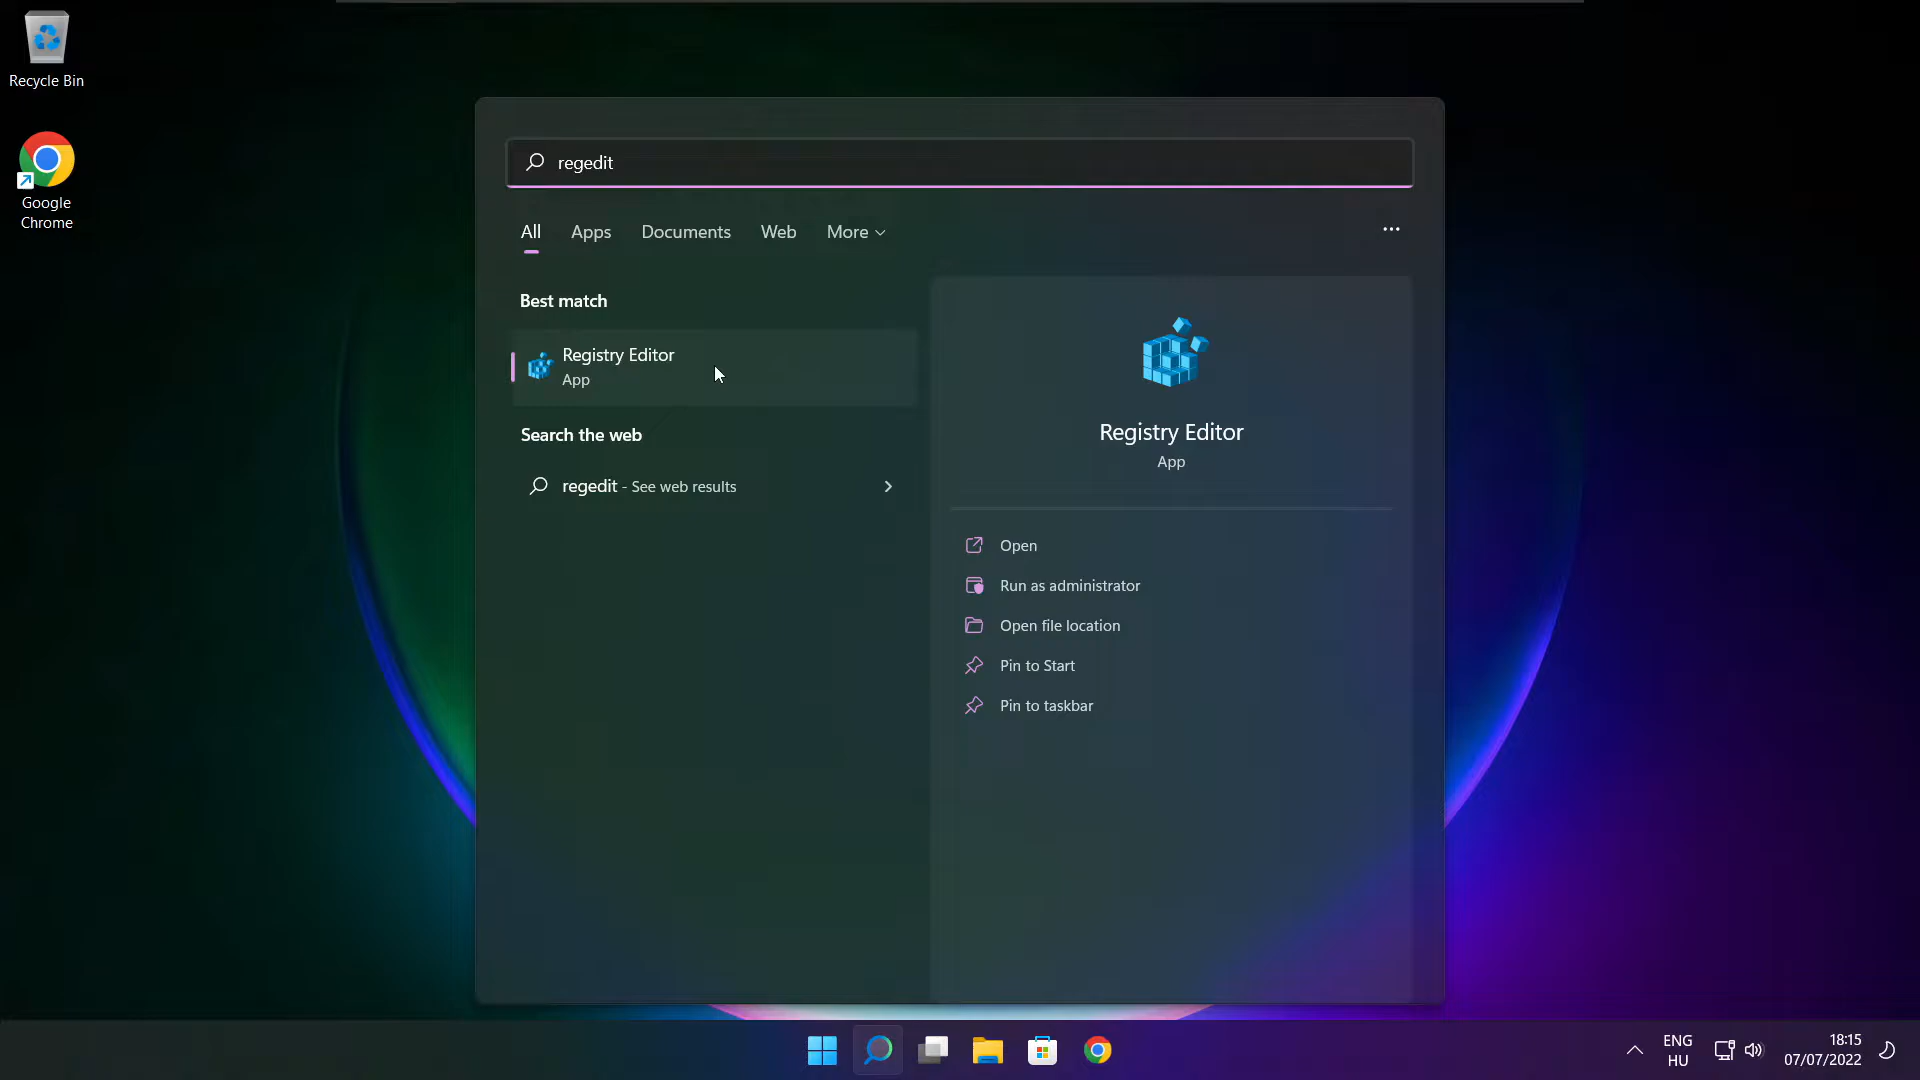 Recycle Bin
Google
Chrome
regedit
All Apps Documents Web More
Best match
Registry Editor
App
Search the web
regedit - See web results
Registry Editor
App
Open
Run as administrator
Open file location
Pin to Start
Pin to taskbar
ENG
HU
18:15
07/07/2022